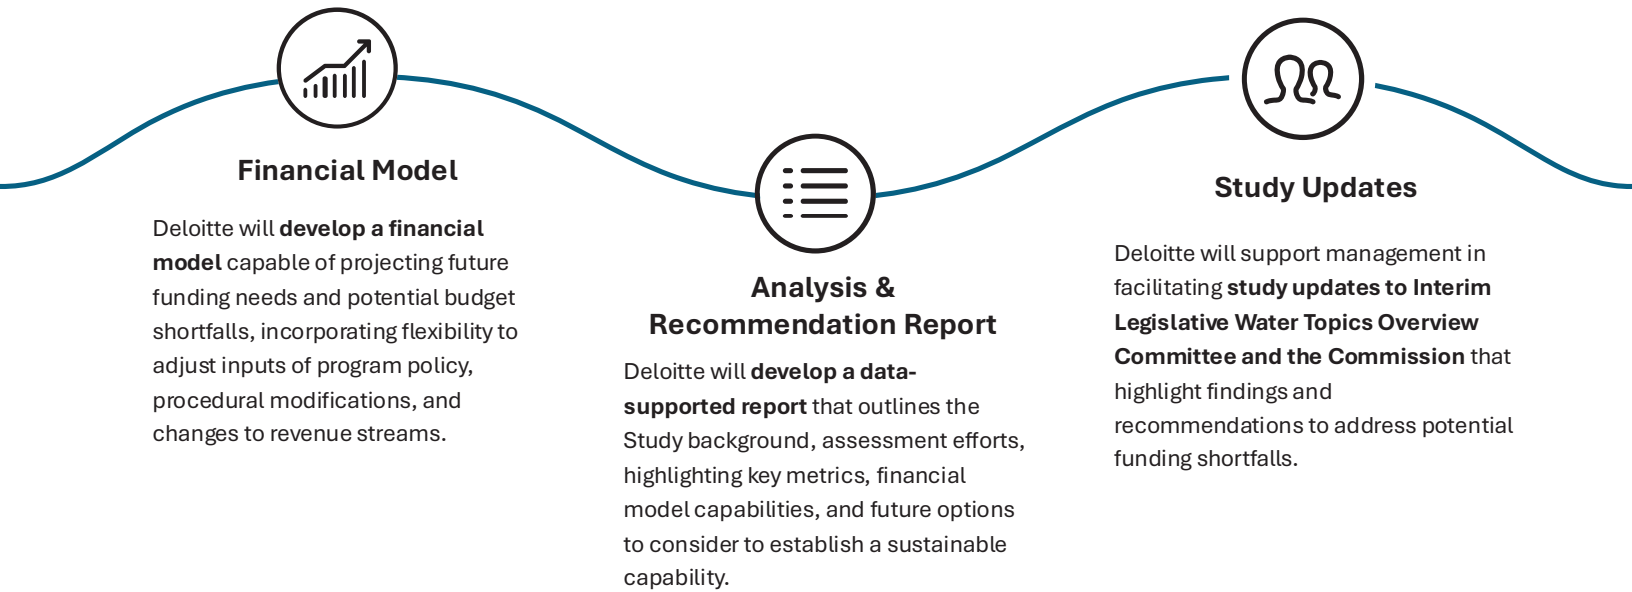 Financial Model
Deloitte will develop a financial
model capable of projecting future
funding needs and potential budget
shortfalls, incorporating flexibility to
adjust inputs of program policy,
procedural modifications, and
changes to revenue streams.
Analysis &
Recommendation Report
Deloitte will develop a data-
supported report that outlines the
Study background, assessment efforts,
highlighting key metrics, financial
model capabilities, and future options
to consider to establish a sustainable
capability.
Study Updates
Deloitte will support management in
facilitating study updates to Interim
Legislative Water Topics Overview
Committee and the Commission that
highlight findings and
recommendations to address potential
funding shortfalls.